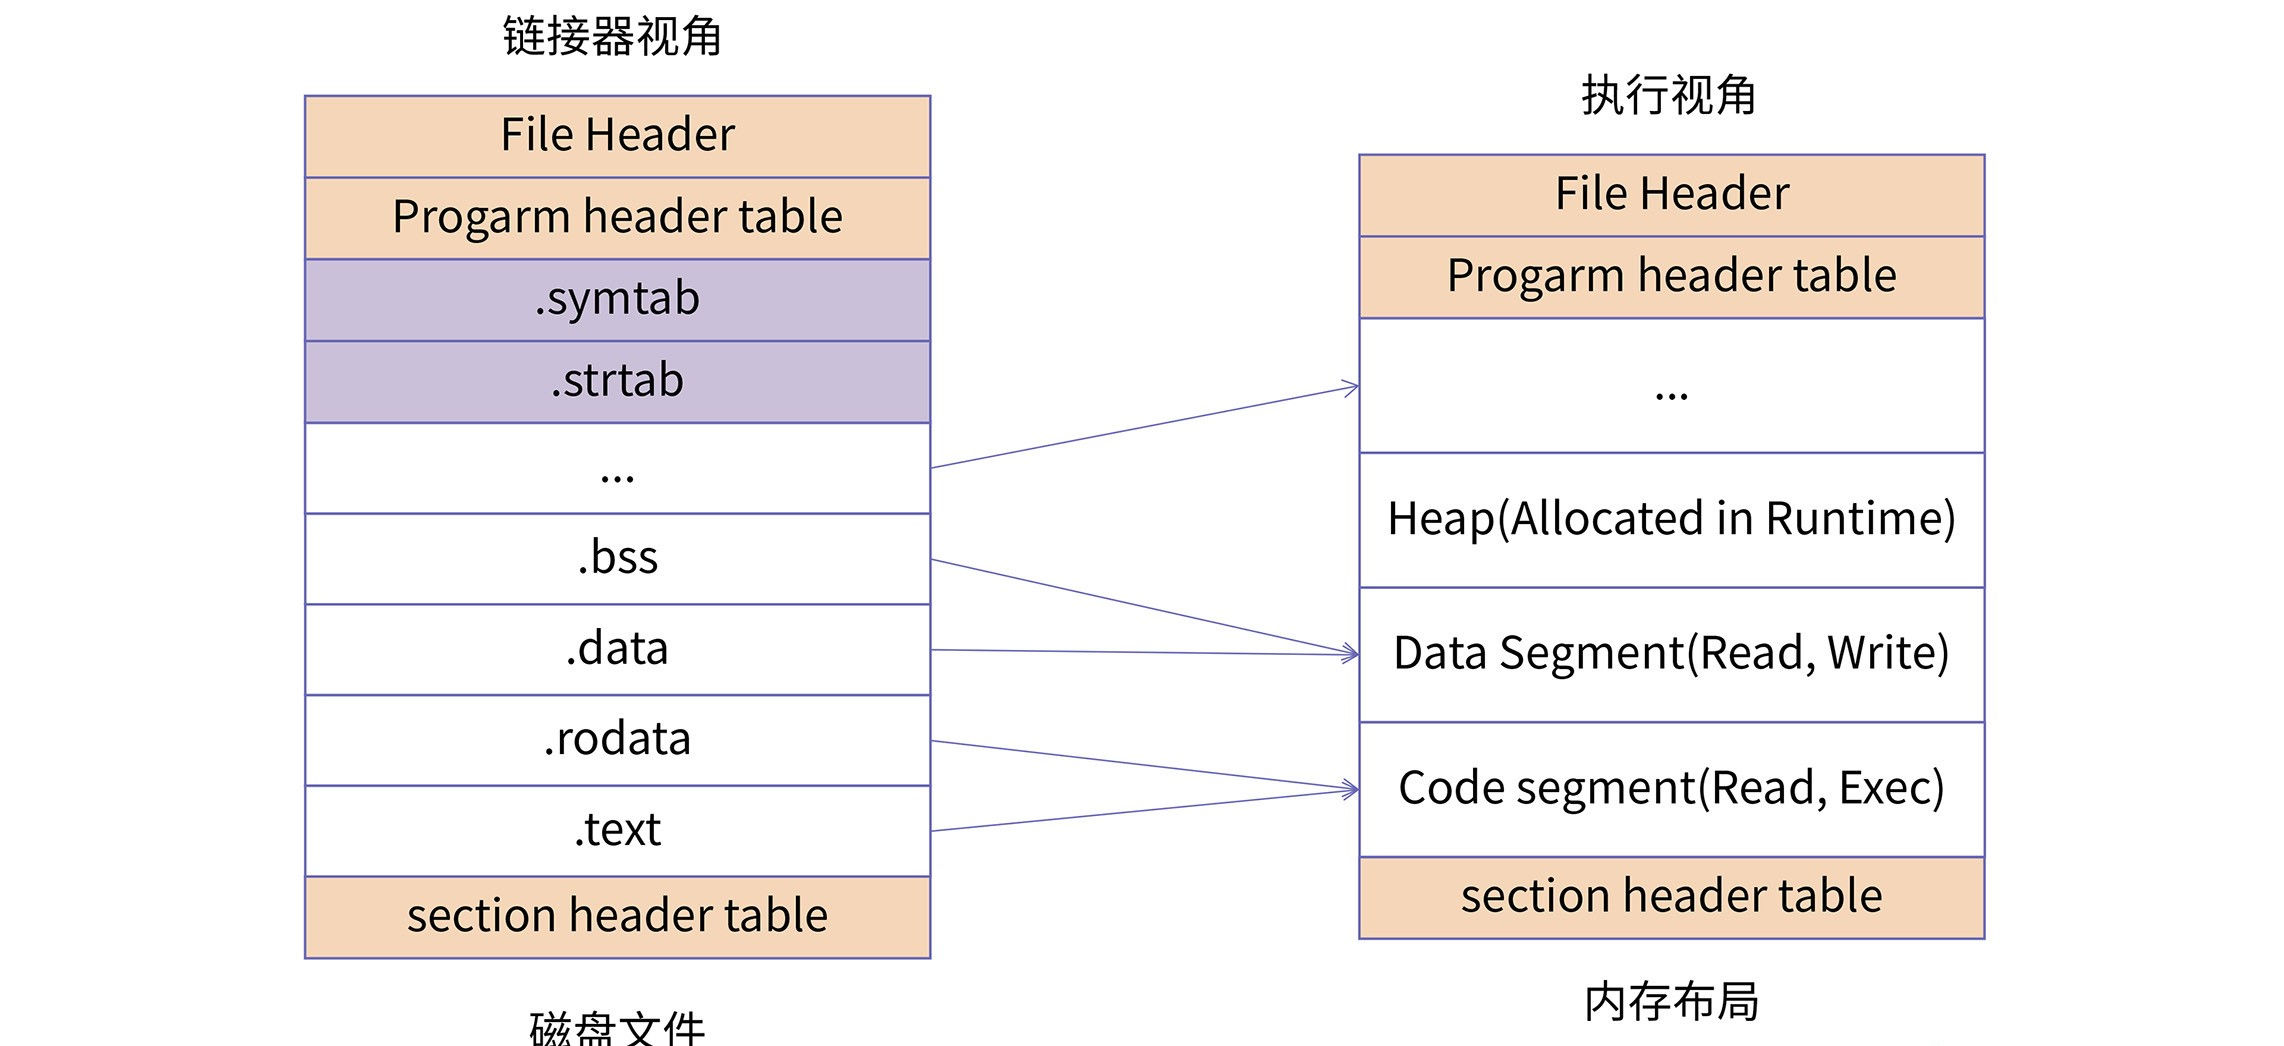 链接器视角
File Header
Progarm header table
.symtab
.strtab
...
.bss
.data
.rodata
.text
section header table
磁盘文件
执行视角
File Header
Progarm header table
...
Heap(Allocated in Runtime)
Data Segment(Read, Write)
Code segment(Read, Exec)
section header table
内存布局